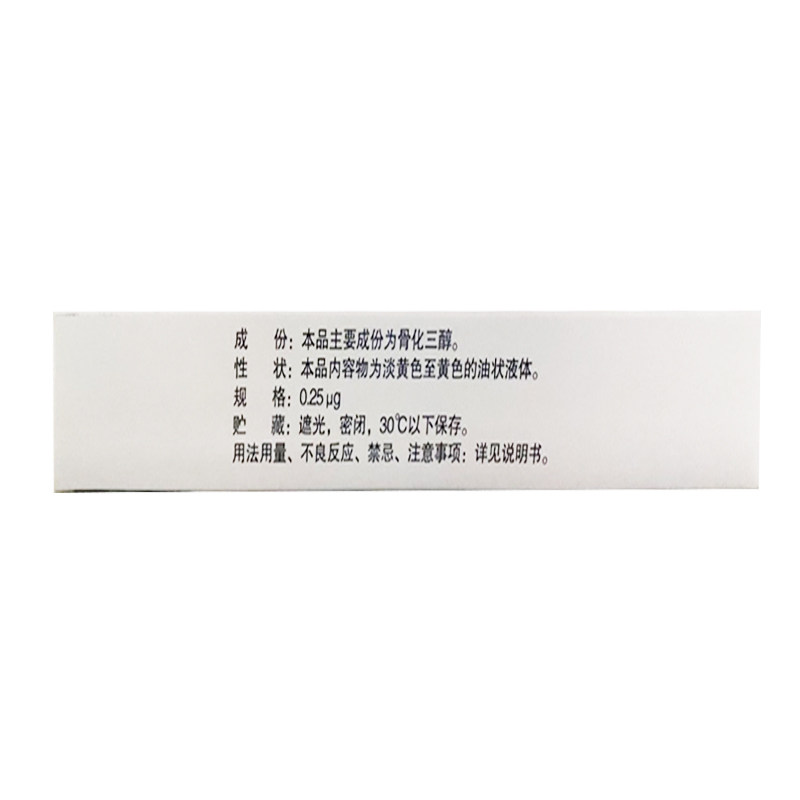 成 份：本品主要成份为骨化三醇。
性 状：本品内容物为淡黄色至黄色的油状液体。
规 格：0.25μg
贮 藏：遮光，密闭，30℃以下保存。
用法用量、不良反应、禁忌、注意事项：详见说明书。